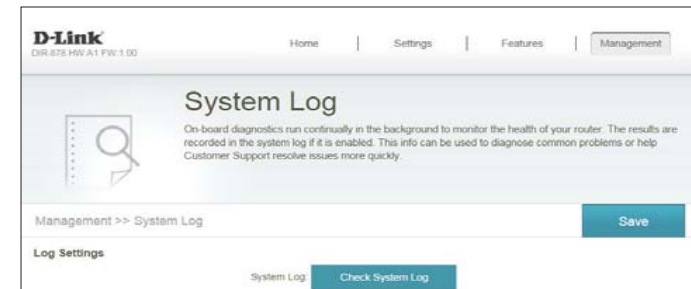 D-Link
DIR-878 HW:A1 FW:1.00
Home
Settings
Features
Management
System Log
On-board diagnostics run continually in the background to monitor the health of your router. The results are
recorded in the system log if it is enabled. This info can be used to diagnose common problems or help
Customer Support resolve issues more quickly.
Management >> System Log
Save
Log Settings
System Log:
Check System Log